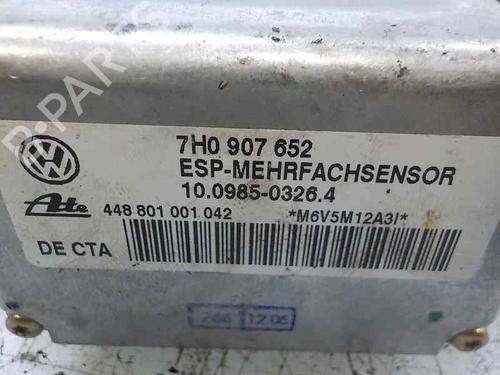 7H0 907 652
ESP-MEHRFACHSENSOR
10.0985-0326.4
Ate
448 801 001 042 *M6V5M12A3I*
DE CTA
12.05